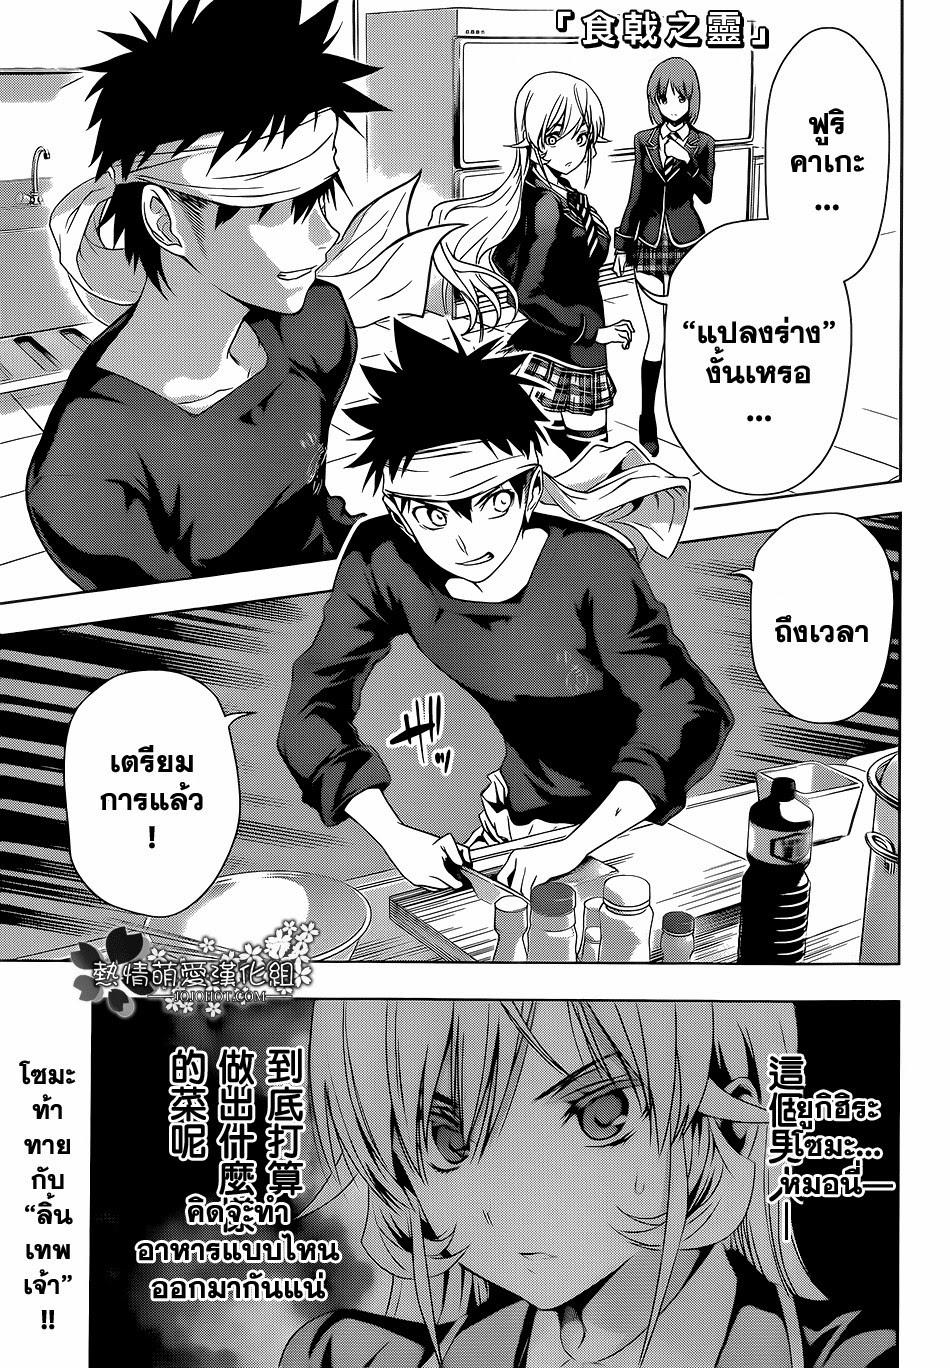 「食戟之靈」
ฟูริ
คาเกะ
...
“แปลงร่าง”
งั้นเหรอ
...
ถึงเวลา
เตรียม
การแล้ว
!
熱情萌愛漢化組
JOJOHOT.COM
這個男人——
ยูกิฮิระ
โซมะ...
หมอนี่—
到底打算
做出什麼樣
的菜呢
คิดจะทำ
อาหารแบบไหน
ออกมากันแน่
โซมะ
ท้า
ทาย
กับ
“ลิ้น
เทพ
เจ้า”
!!